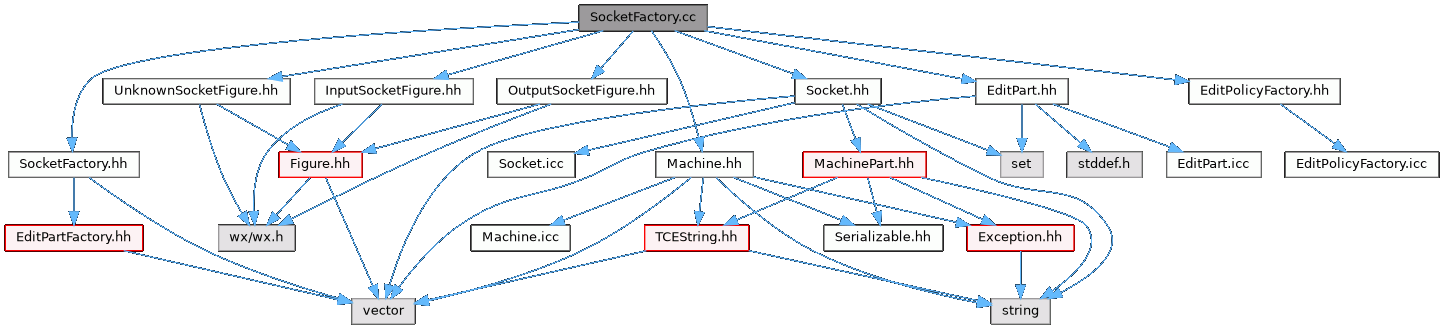 SocketFactory.cc
UnknownSocketFigure.hh
InputSocketFigure.hh
OutputSocketFigure.hh
Socket.hh
EditPart.hh
EditPolicyFactory.hh
SocketFactory.hh
Figure.hh
Socket.icc
Machine.hh
MachinePart.hh
set
stddef.h
EditPart.icc
EditPolicyFactory.icc
EditPartFactory.hh
wx/wx.h
Machine.icc
TCEString.hh
Serializable.hh
Exception.hh
vector
string